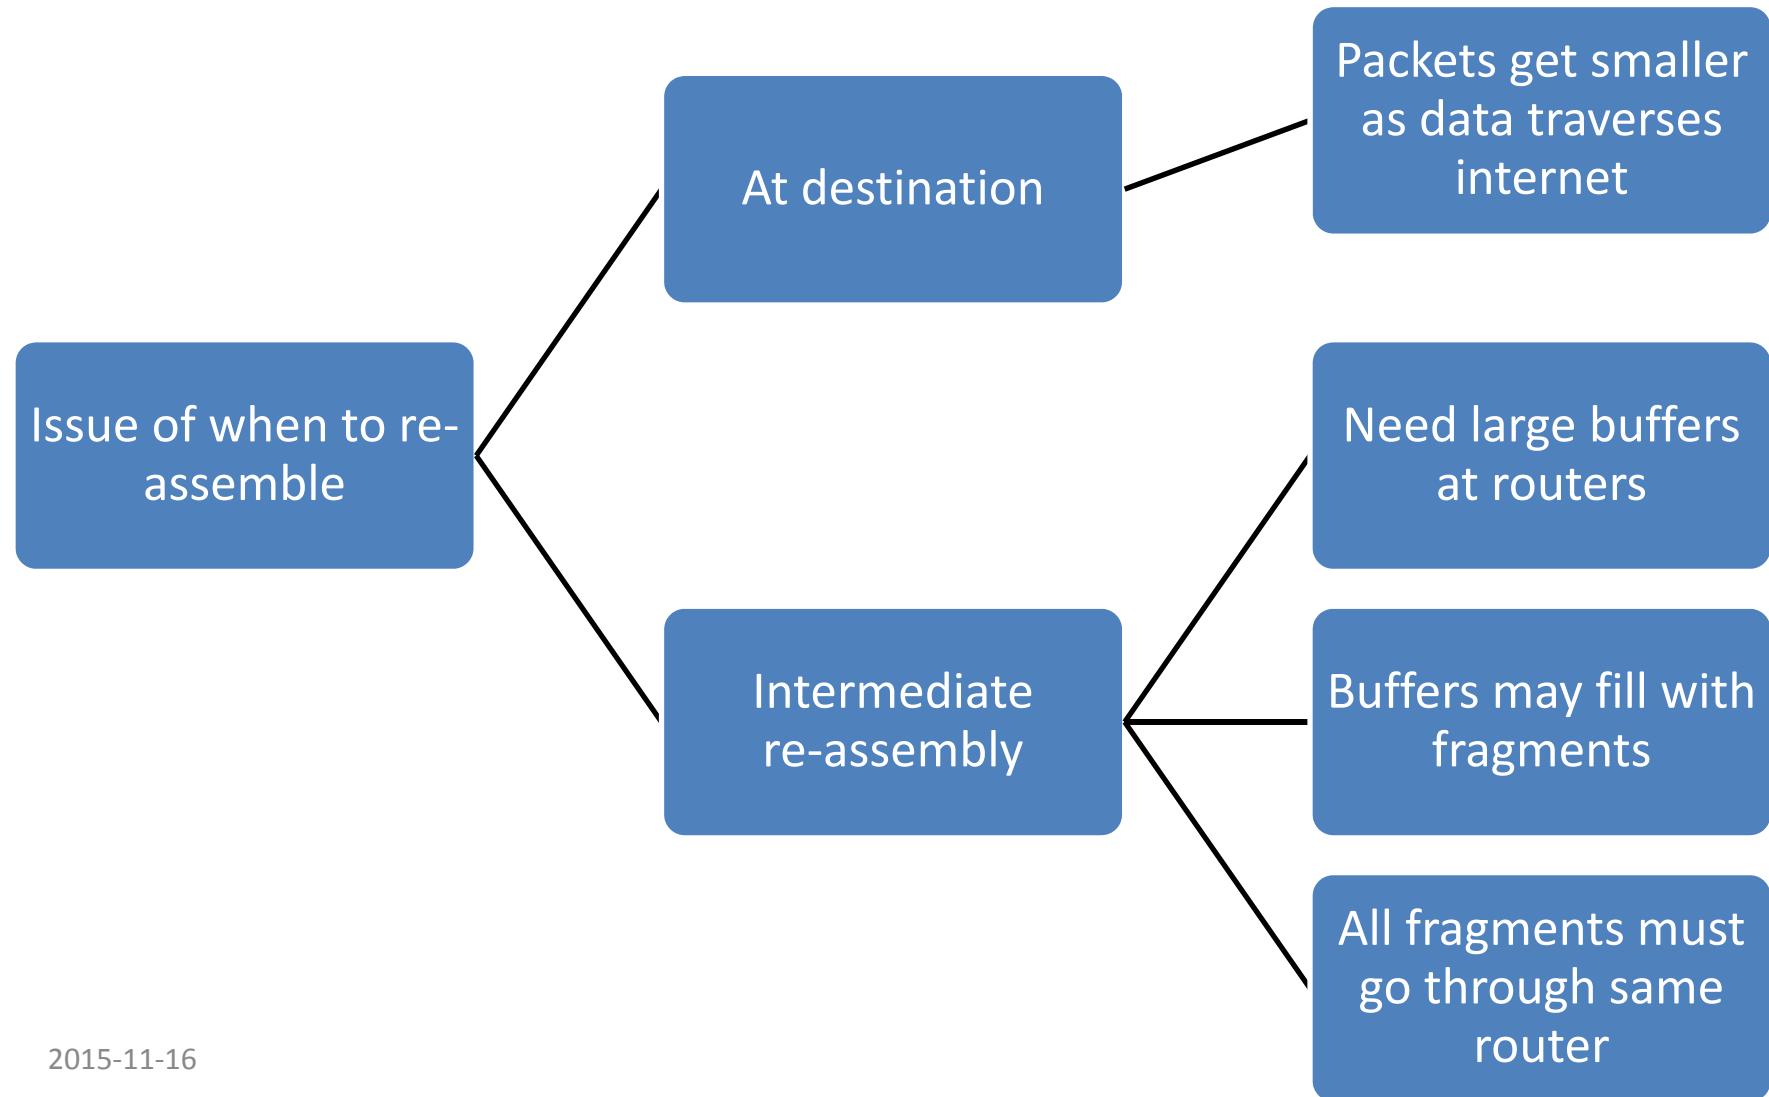 Issue of when to re-
assemble
At destination
Packets get smaller
as data traverses
internet
Intermediate
re-assembly
Need large buffers
at routers
Buffers may fill with
fragments
All fragments must
go through same
router
2015-11-16